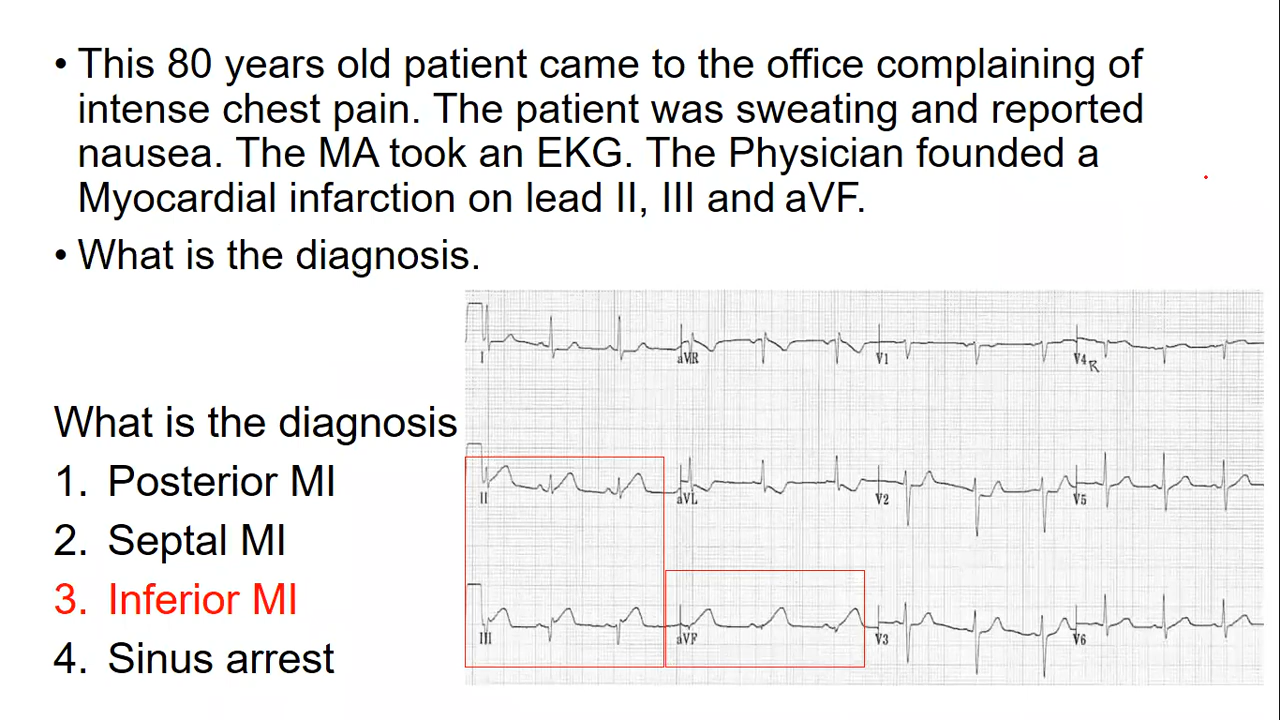 • This 80 years old patient came to the office complaining of
intense chest pain. The patient was sweating and reported
nausea. The MA took an EKG. The Physician founded a
Myocardial infarction on lead II, III and aVF.
• What is the diagnosis.
What is the diagnosis
1. Posterior MI
2. Septal MI
3. Inferior MI
4. Sinus arrest
I aVR V1 V4R
II aVL V2 V5
III aVF V3 V6